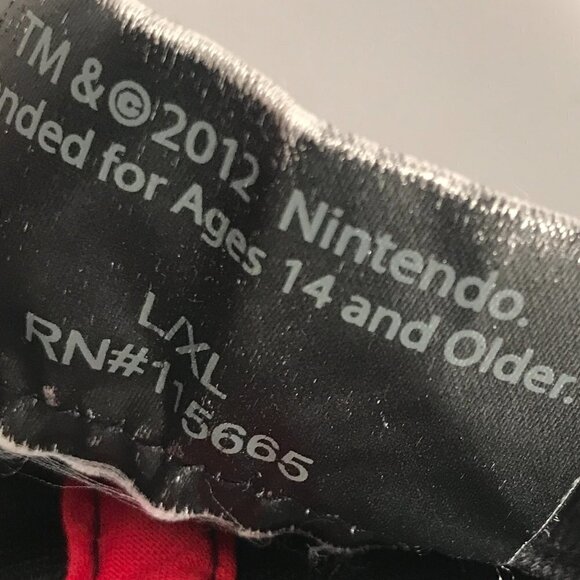 TM & © 2012 Nintendo.
nded for Ages 14 and Older.
L/XL
RN#115665